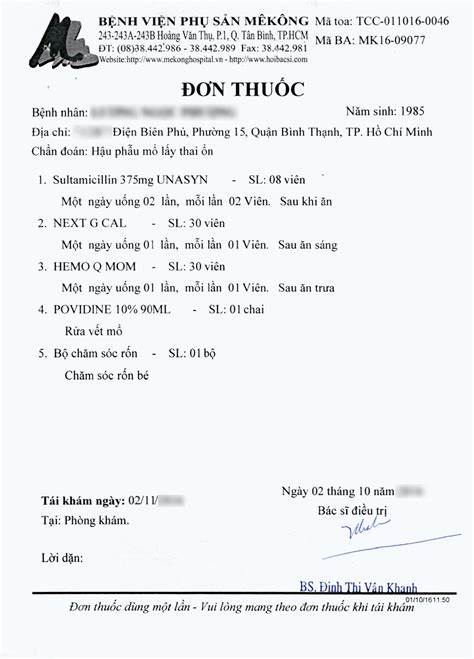 BỆNH VIỆN PHỤ SẢN MÊKÔNG
243-243A-243B Hoàng Văn Thụ, P.1, Q. Tân Bình, TP.HCM
ĐT: (08)38.442.986 - 38.442.989 Fax: 38.442.981
Website:http://www.mekonghospital.vn - http://www.hoibacsi.com
Mã toa: TCC-011016-0046
Mã BA: MK16-09077
ĐƠN THUỐC
Bệnh nhân:
Năm sinh: 1985
Địa chỉ: Điện Biên Phủ, Phường 15, Quận Bình Thạnh, TP. Hồ Chí Minh
Chẩn đoán: Hậu phẫu mổ lấy thai ổn
1. Sultamicillin 375mg UNASYN - SL: 08 viên
Một ngày uống 02 lần, mỗi lần 02 Viên. Sau khi ăn
2. NEXT G CAL - SL: 30 viên
Một ngày uống 01 lần, mỗi lần 01 Viên. Sau ăn sáng
3. HEMO Q MOM - SL: 30 viên
Một ngày uống 01 lần, mỗi lần 01 Viên. Sau ăn trưa
4. POVIDINE 10% 90ML - SL: 01 chai
Rửa vết mổ
5. Bộ chăm sóc rốn - SL: 01 bộ
Chăm sóc rốn bé
Ngày 02 tháng 10 năm
Tái khám ngày: 02/11/
Bác sĩ điều trị
Tại: Phòng khám.
Lời dặn:
BS. Đinh Thị Vân Khanh
01/10/1611:50
Đơn thuốc dùng một lần - Vui lòng mang theo đơn thuốc khi tái khám